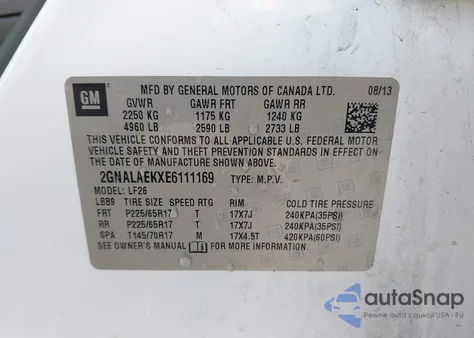 GM
MFD BY GENERAL MOTORS OF CANADA LTD. 08/13
GVWR GAWR FRT GAWR RR
2250 KG 1175 KG 1240 KG
4960 LB 2590 LB 2733 LB
THIS VEHICLE CONFORMS TO ALL APPLICABLE U.S. FEDERAL MOTOR
VEHICLE SAFETY AND THEFT PREVENTION STANDARDS IN EFFECT ON
THE DATE OF MANUFACTURE SHOWN ABOVE.
2GNALAEKXE6111169 TYPE: M.P.V.
MODEL: LF26
LBB9 TIRE SIZE SPEED RTG RIM COLD TIRE PRESSURE
FRT P225/65R17 T 17X7J 240KPA(35PSI)
RR P225/65R17 T 17X7J 240KPA(35PSI)
SPA T145/70R17 M 17X4.5T 420KPA(60PSI)
SEE OWNER'S MANUAL FOR MORE INFORMATION.
autoSnap
Pewne auto z USA i EU